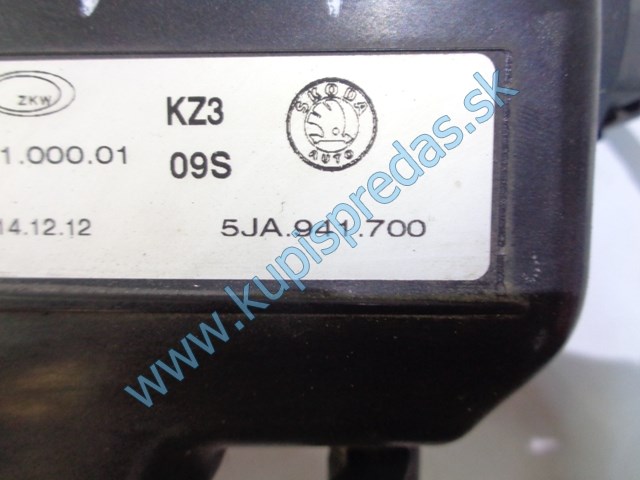 ZKW
KZ3
ŠKODA
AUTO
1.000.01
09S
14.12.12
5JA.941.700
www.kupispredas.sk